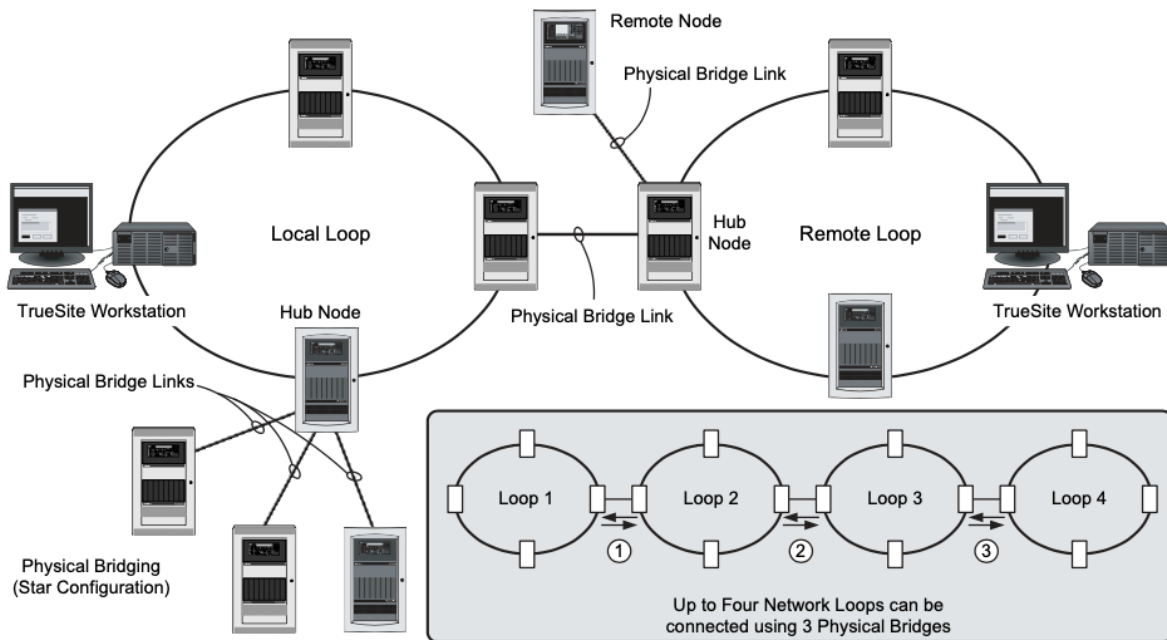 Remote Node
Physical Bridge Link
Local Loop
Hub
Node
Remote Loop
TrueSite Workstation
Hub Node
Physical Bridge Link
TrueSite Workstation
Physical Bridge Links
Physical Bridging
(Star Configuration)
Loop 1
Loop 2
Loop 3
Loop 4
1
2
3
Up to Four Network Loops can be
connected using 3 Physical Bridges